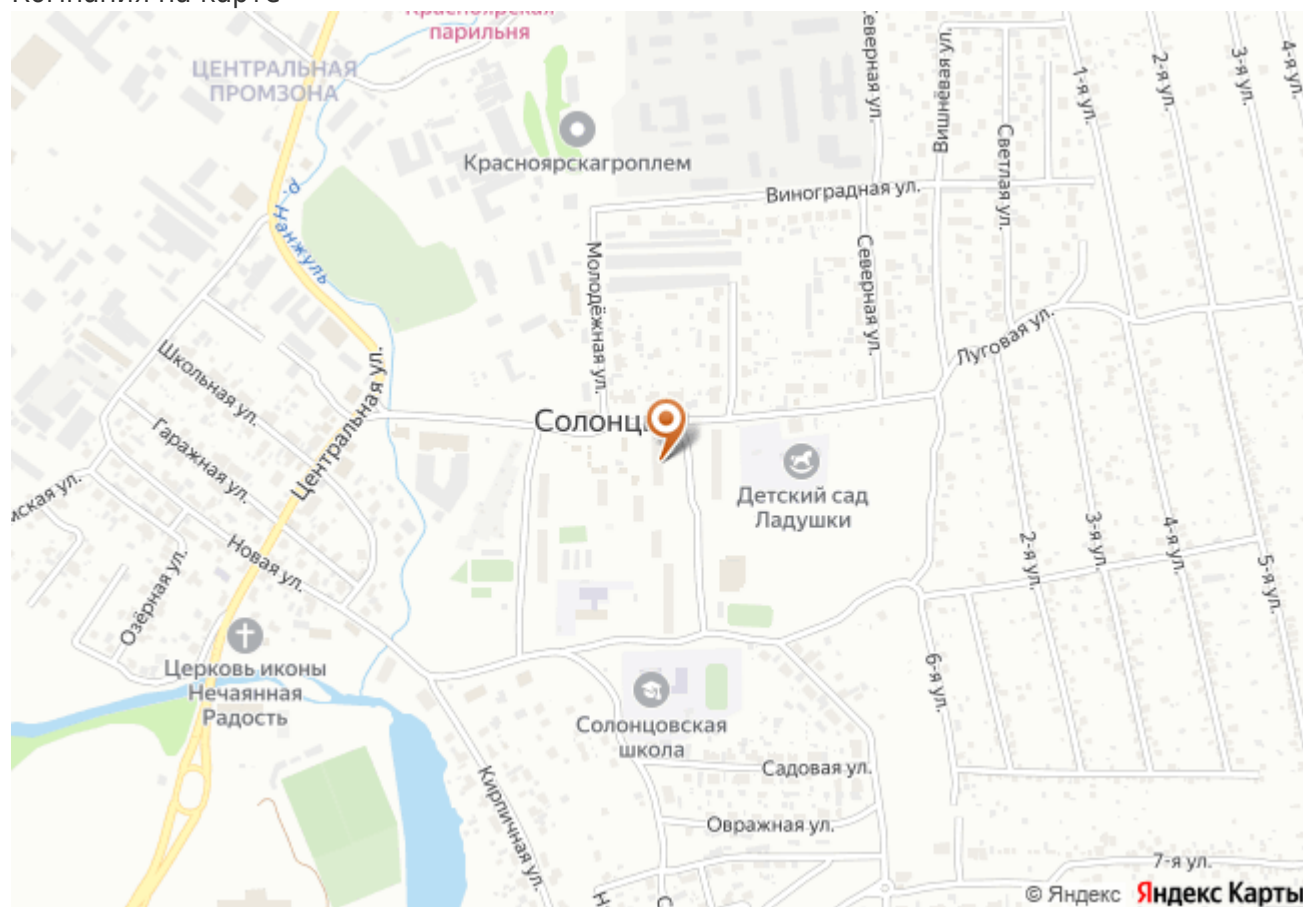 Компания на карте
Красноярская
парильня
ЦЕНТРАЛЬНАЯ
ПРОМЗОНА
Красноярскагроплем
Северная ул.
Вишнёвая ул.
Светлая ул.
1-я ул.
2-я ул.
3-я ул.
4-я ул.
Виноградная ул.
р. Нанжуль
Молодёжная ул.
Северная ул.
Луговая ул.
Школьная ул.
Гаражная ул.
Центральная ул.
Детский сад
Ладушки
Новая ул.
Озёрная ул.
2-я ул.
3-я ул.
4-я ул.
5-я ул.
6-я ул.
Церковь иконы
Нечаянная
Радость
Солонцовская
школа
Садовая ул.
Кирпичная ул.
Овражная ул.
7-я ул.
© Яндекс Яндекс Карты